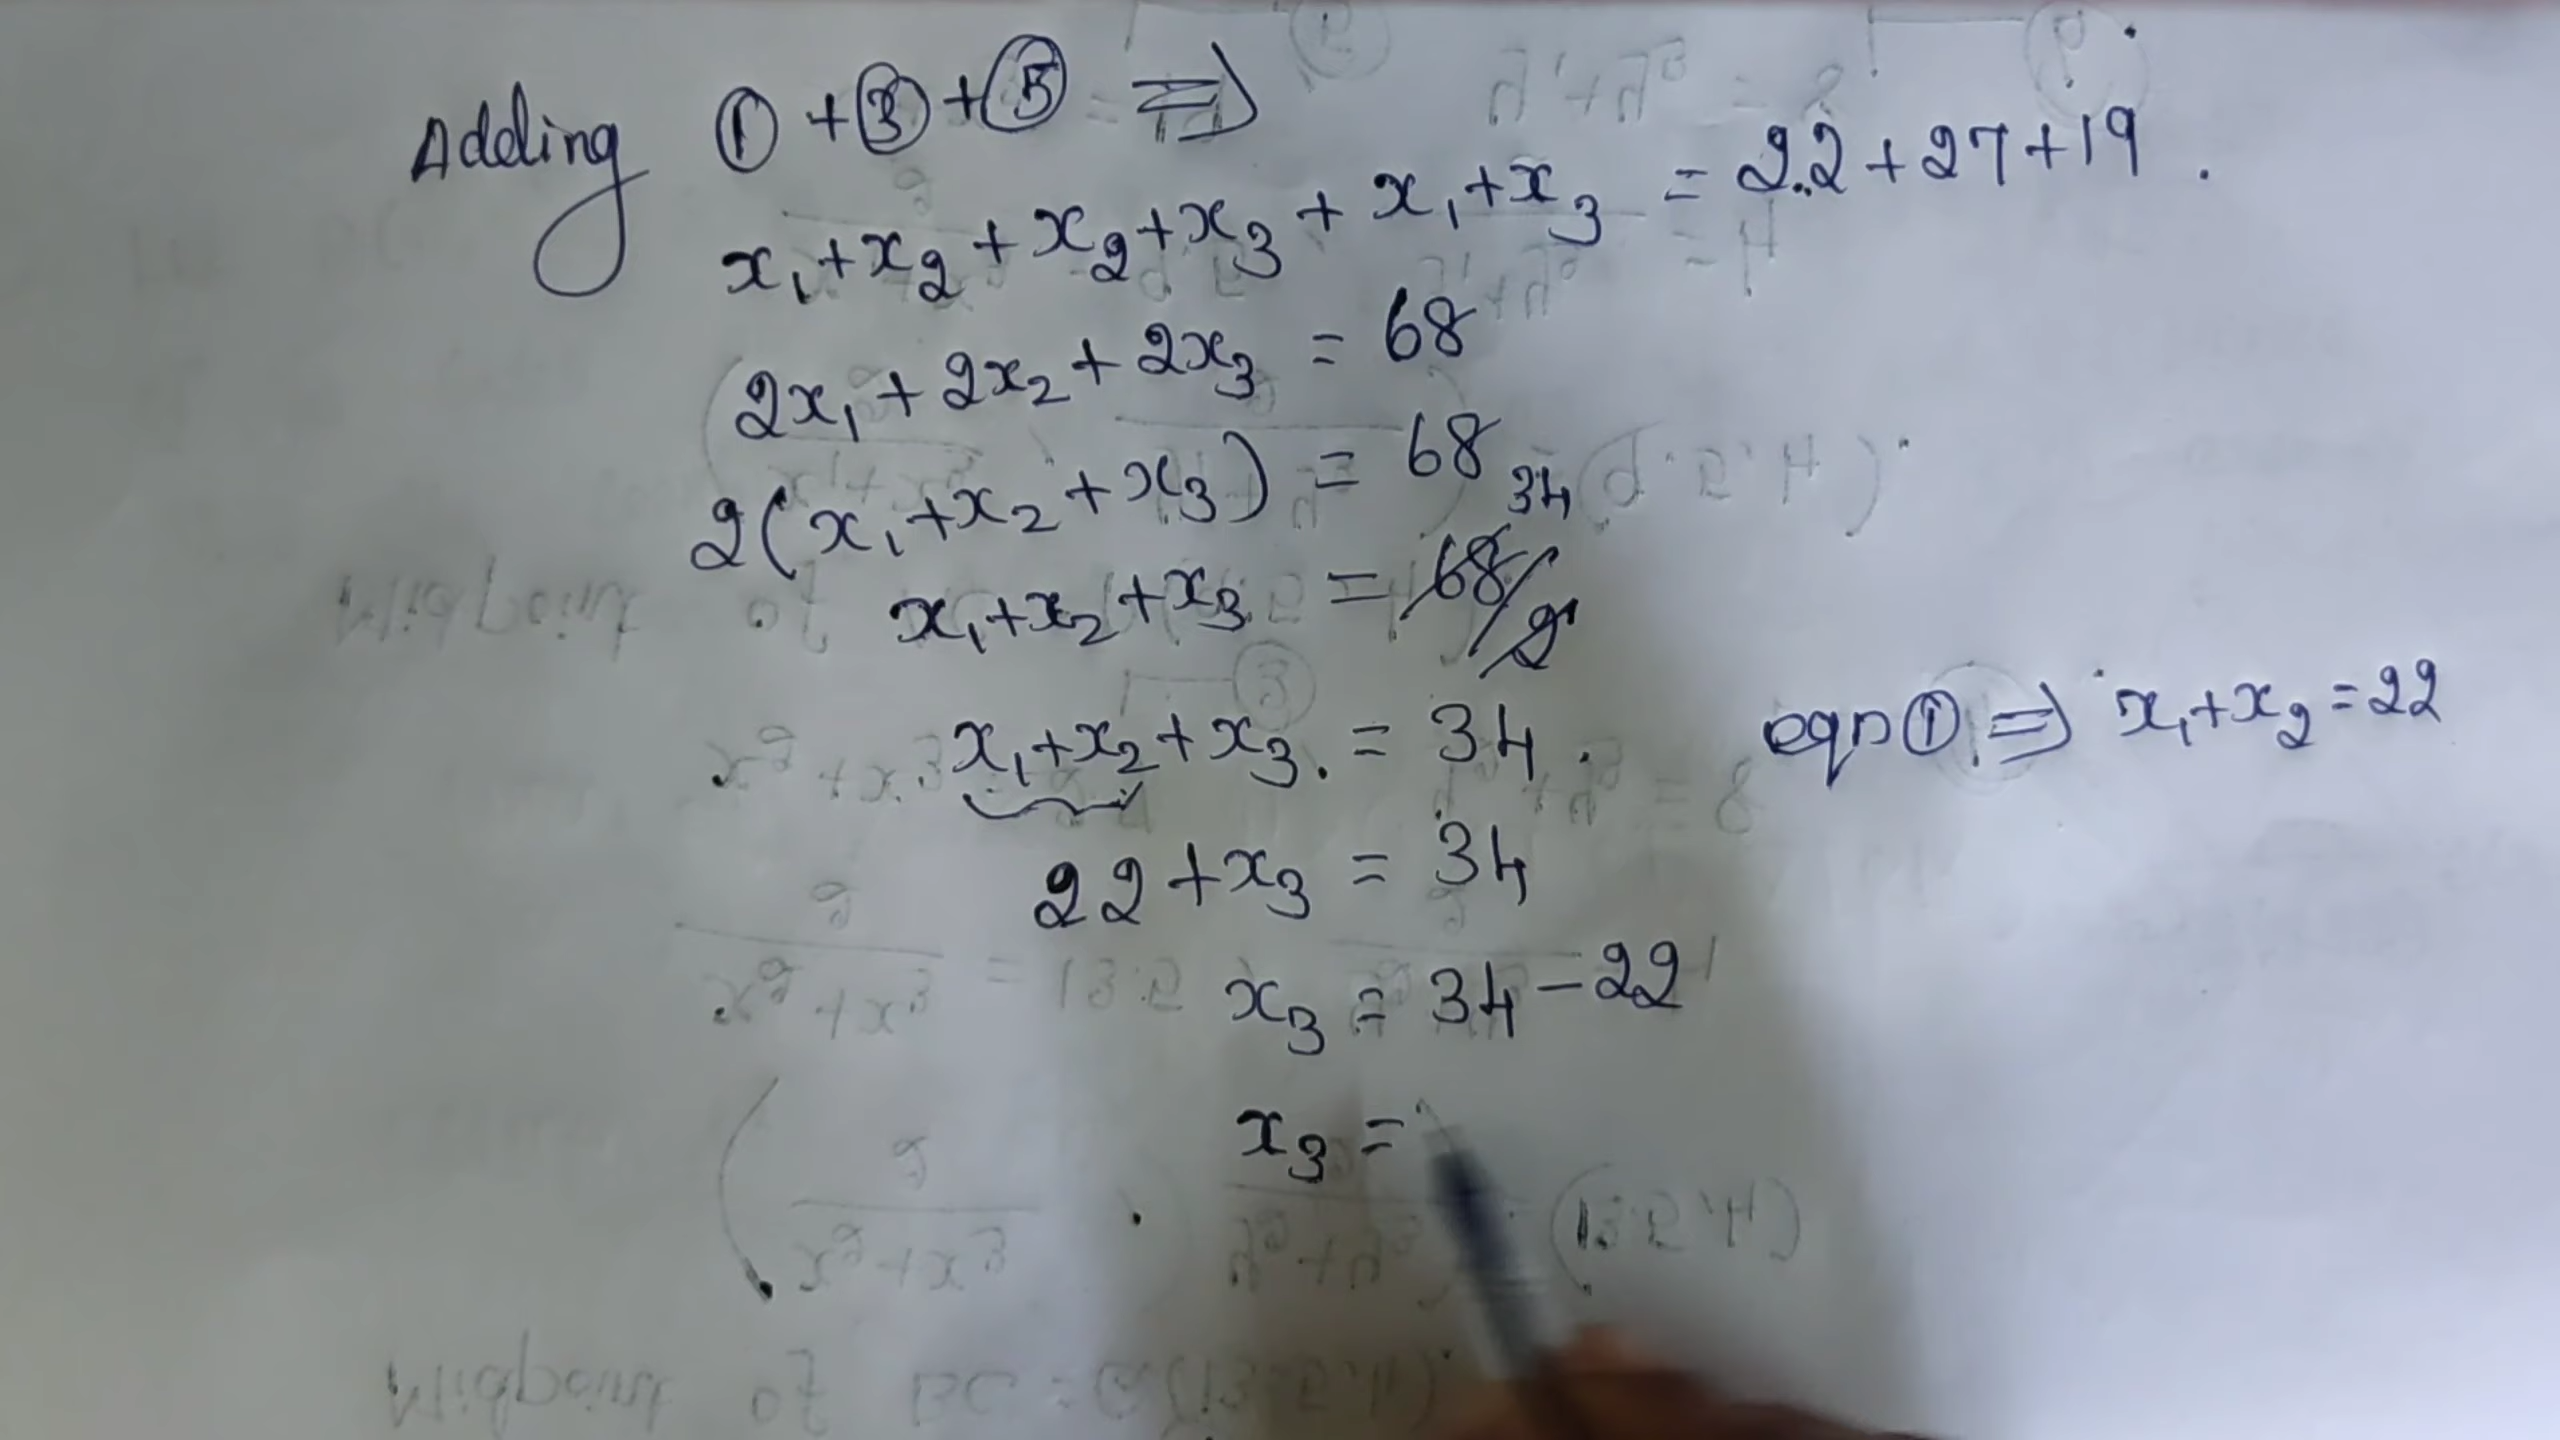 Adding ① + ③ + ⑤ ⇒
x₁+x₂ + x₂+x₃ + x₁+x₃ = 22 + 27 + 19
2x₁ + 2x₂ + 2x₃ = 68
2(x₁+x₂+x₃) = 68
x₁+x₂+x₃ = 68/2 34
x₁+x₂+x₃ = 34 eqn ① ⇒ x₁+x₂ = 22
22 + x₃ = 34
x₃ = 34 - 22
x₃ =